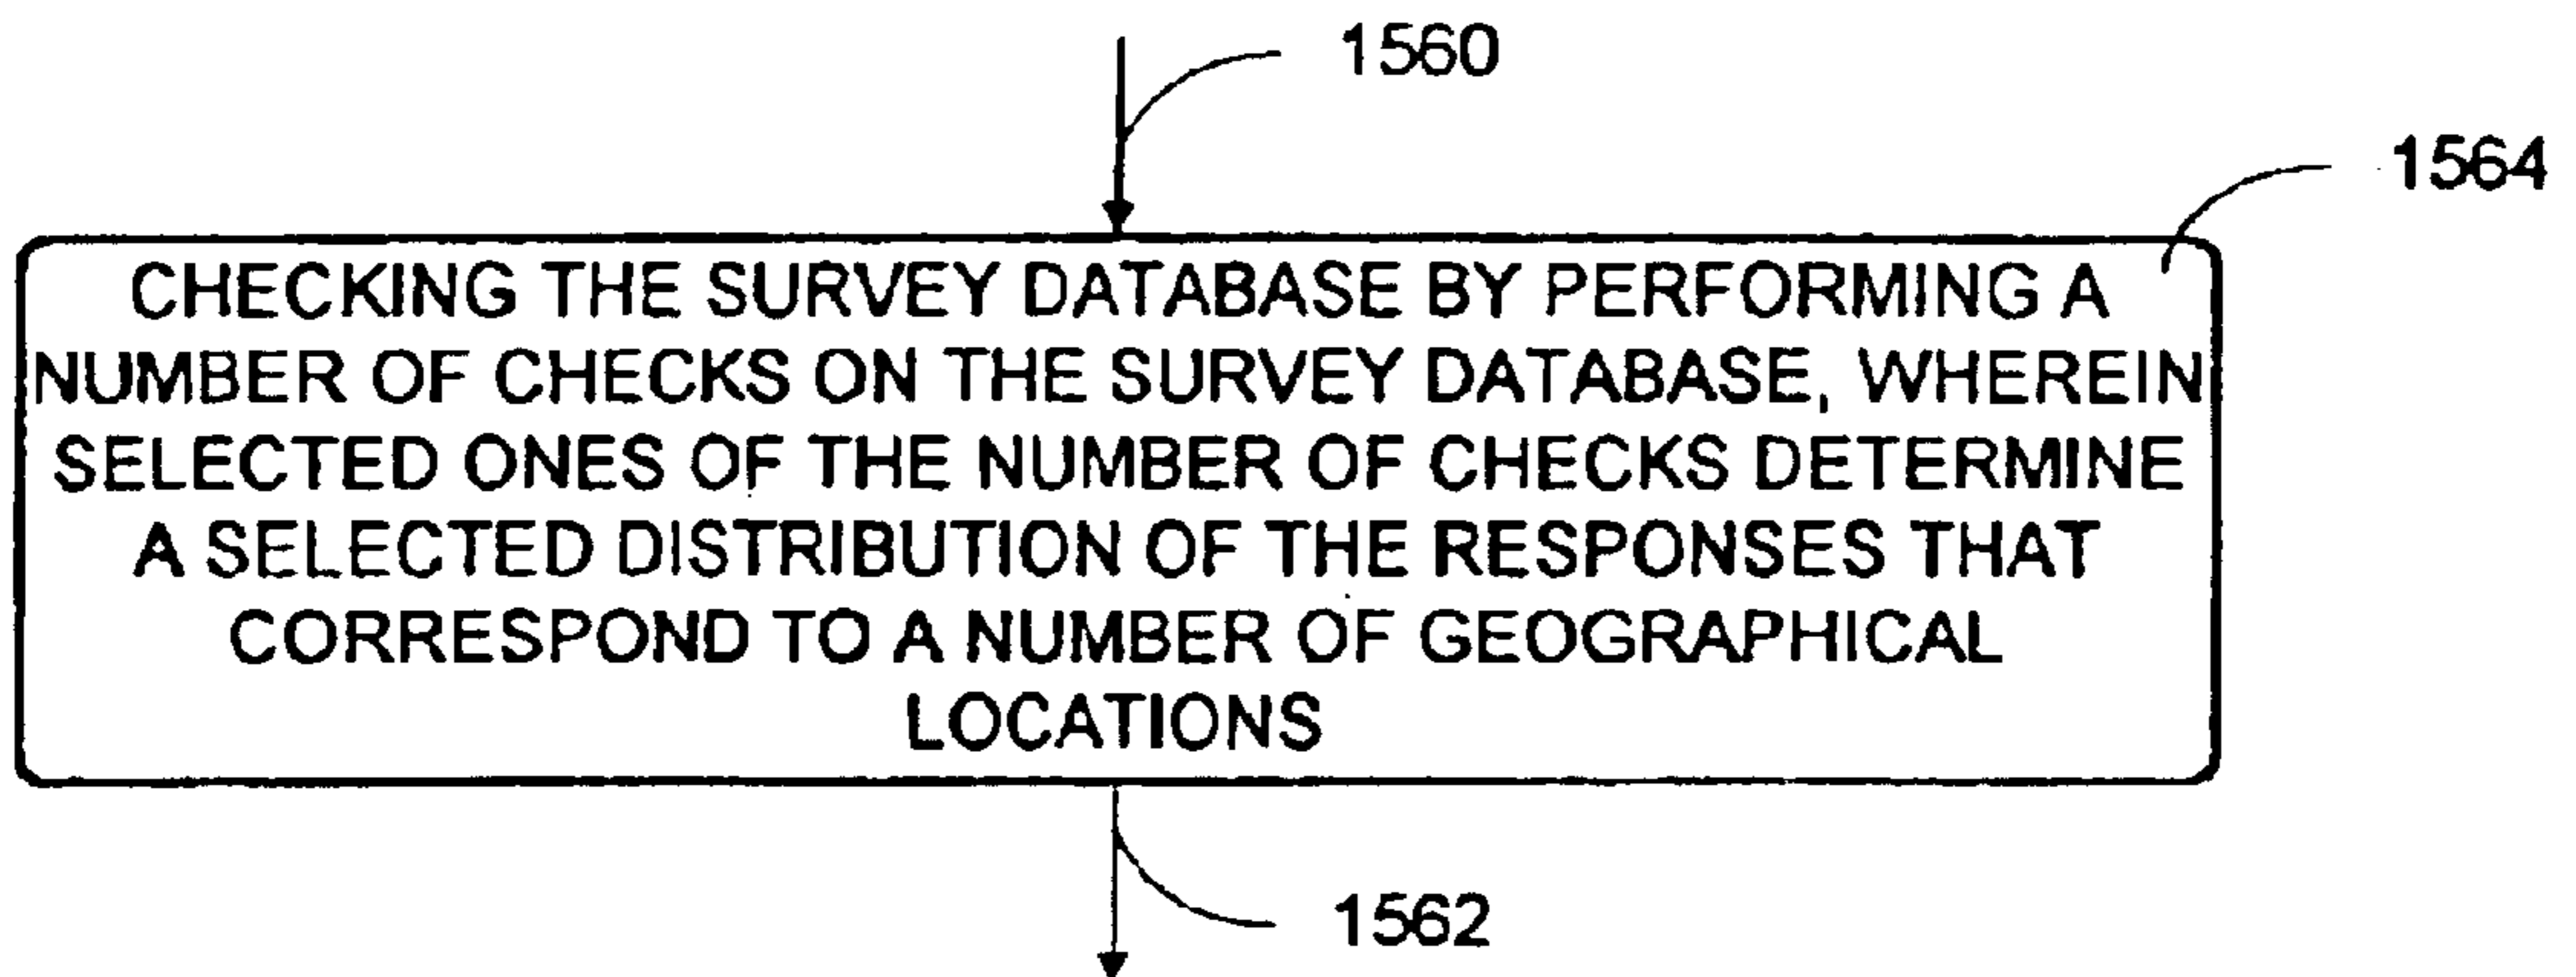 1560
1564
CHECKING THE SURVEY DATABASE BY PERFORMING A
NUMBER OF CHECKS ON THE SURVEY DATABASE, WHEREIN
SELECTED ONES OF THE NUMBER OF CHECKS DETERMINE
A SELECTED DISTRIBUTION OF THE RESPONSES THAT
CORRESPOND TO A NUMBER OF GEOGRAPHICAL
LOCATIONS
1562